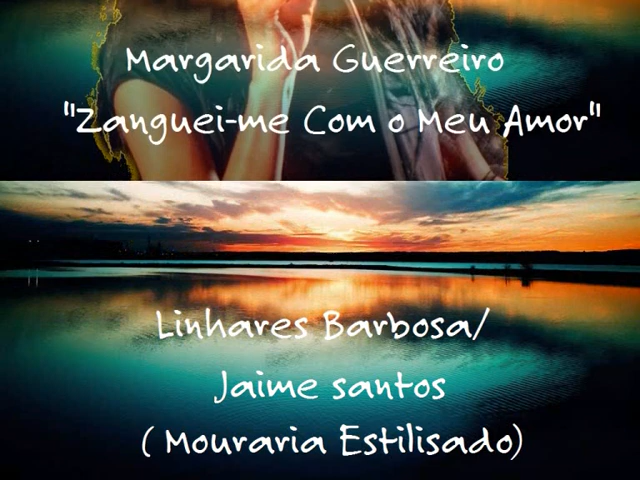 Margarida Guerreiro
"Zanguei-me Com o Meu Amor"
Linhares Barbosa/
Jaime santos
( Mouraria Estilisado)